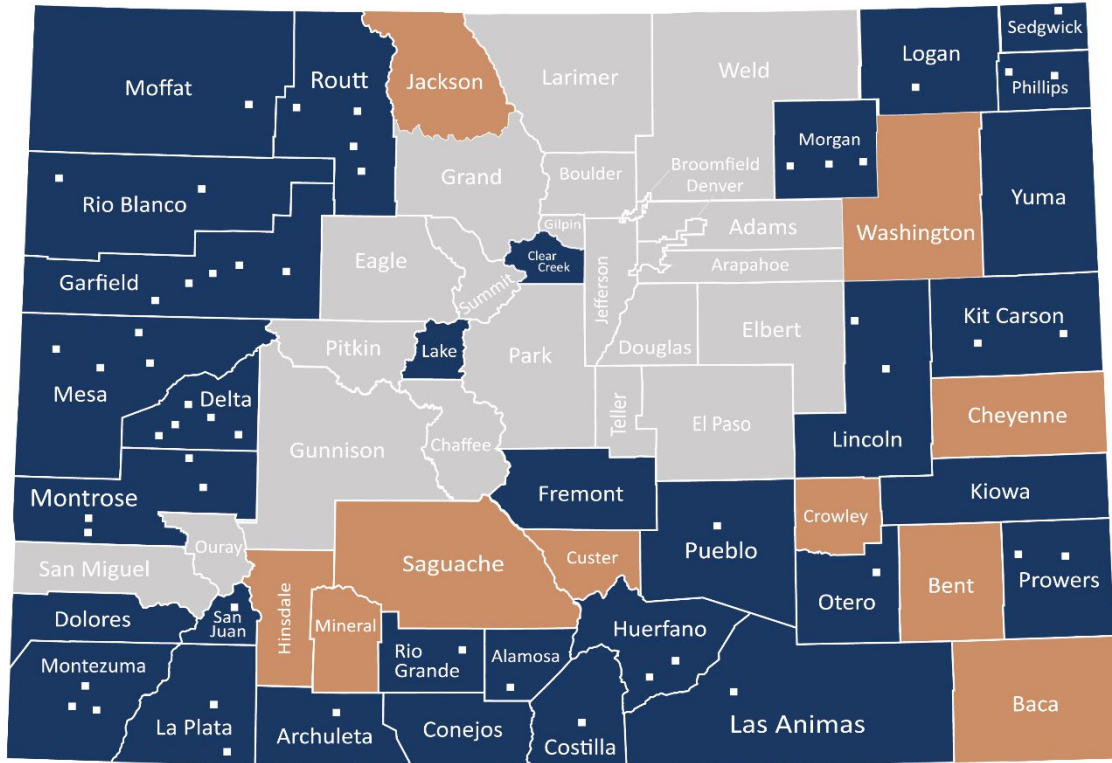 Sedgwick
Logan
Phillips
Moffat
Routt
Jackson
Larimer
Weld
Morgan
Yuma
Rio Blanco
Grand
Boulder
Broomfield
Denver
Washington
Gilpin
Adams
Garfield
Eagle
Summit
Clear
Creek
Jefferson
Arapahoe
Kit Carson
Mesa
Delta
Pitkin
Lake
Park
Douglas
Elbert
Lincoln
Cheyenne
Gunnison
Chaffee
Teller
El Paso
Montrose
Fremont
Kiowa
Ouray
San Miguel
Saguache
Custer
Pueblo
Crowley
Otero
Bent
Prowers
Dolores
San
Juan
Hinsdale
Mineral
Rio
Grande
Alamosa
Huerfano
Montezuma
La Plata
Archuleta
Conejos
Costilla
Las Animas
Baca